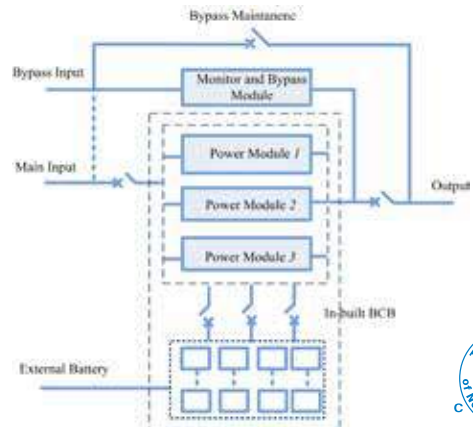 Bypass Maintanenc
Bypass Input
Monitor and Bypass
Module
Power Module 1
Main Input
Power Module 2
Output
Power Module 3
In-built BCB
External Battery